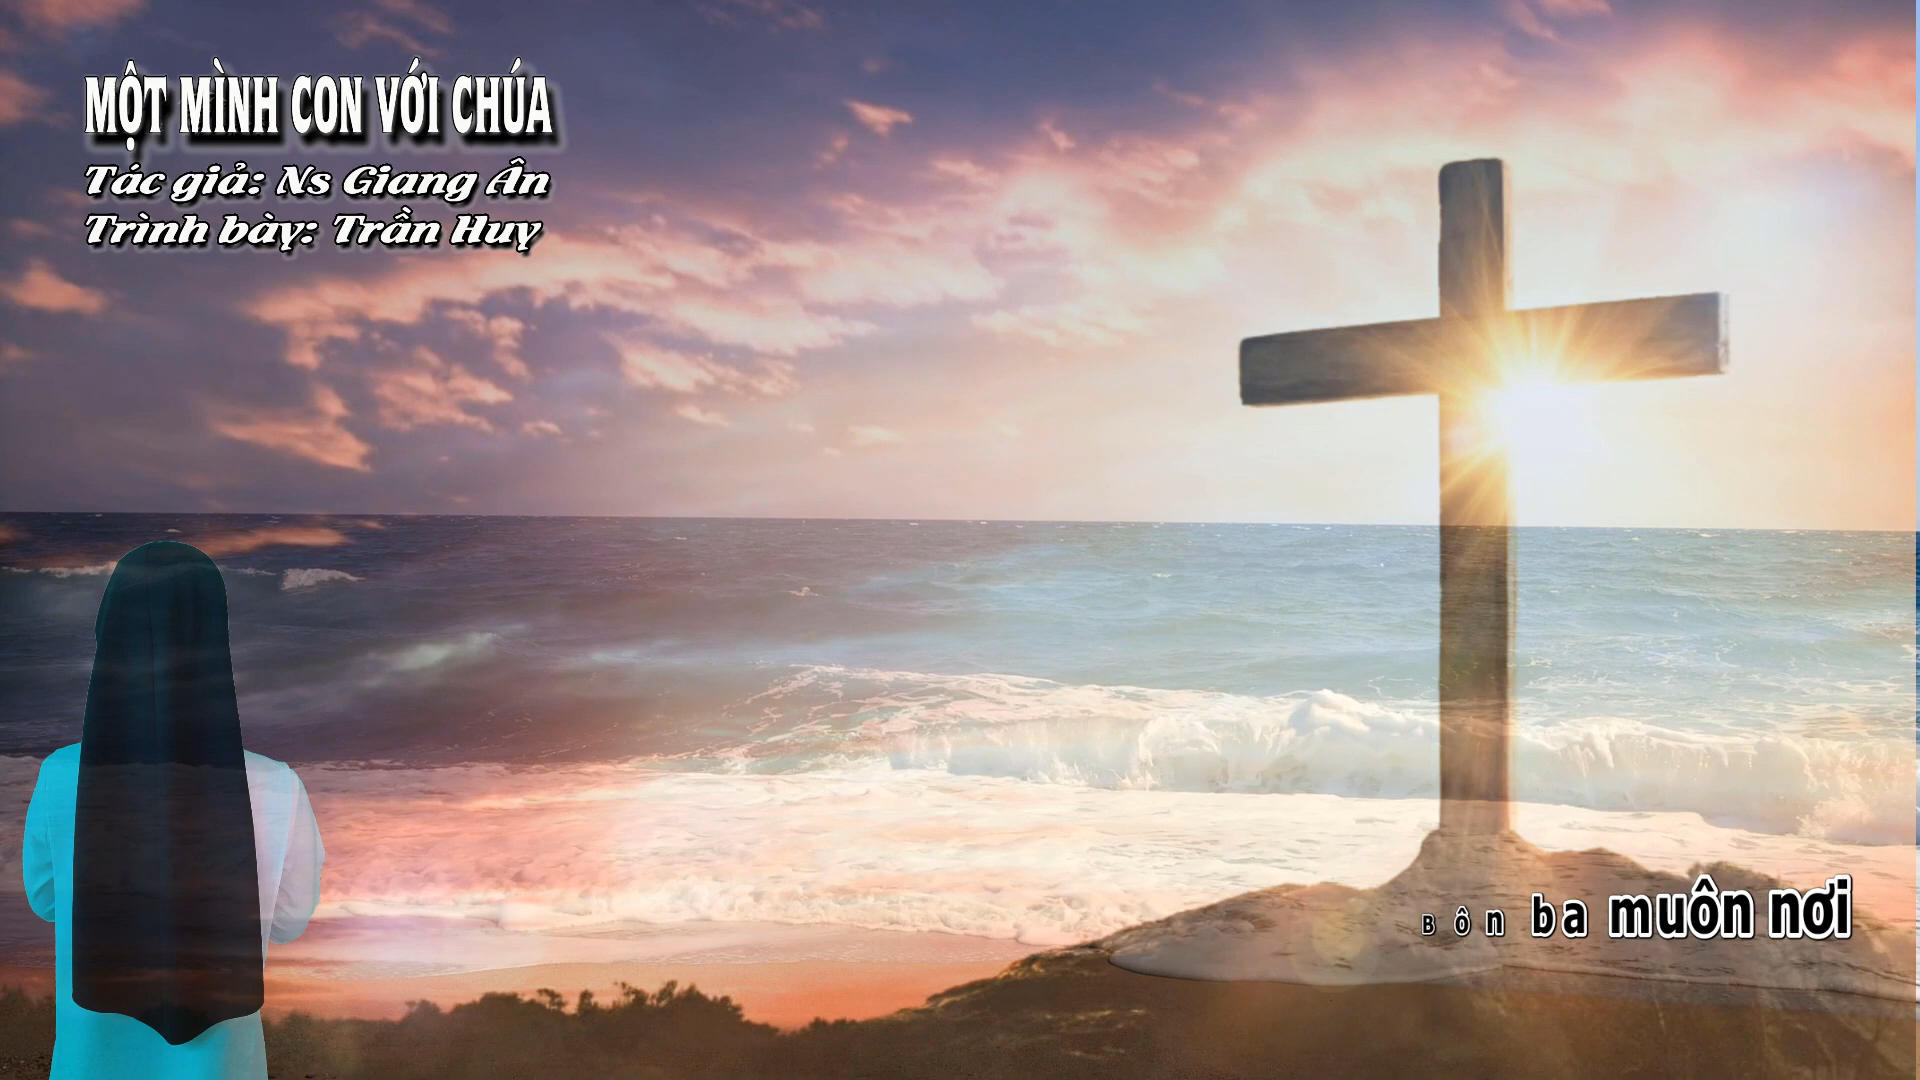 MỘT MÌNH CON VỚI CHÚA
Tác giả: Ns Giang Ân
Trình bày: Trần Huy
Bôn ba muôn nơi